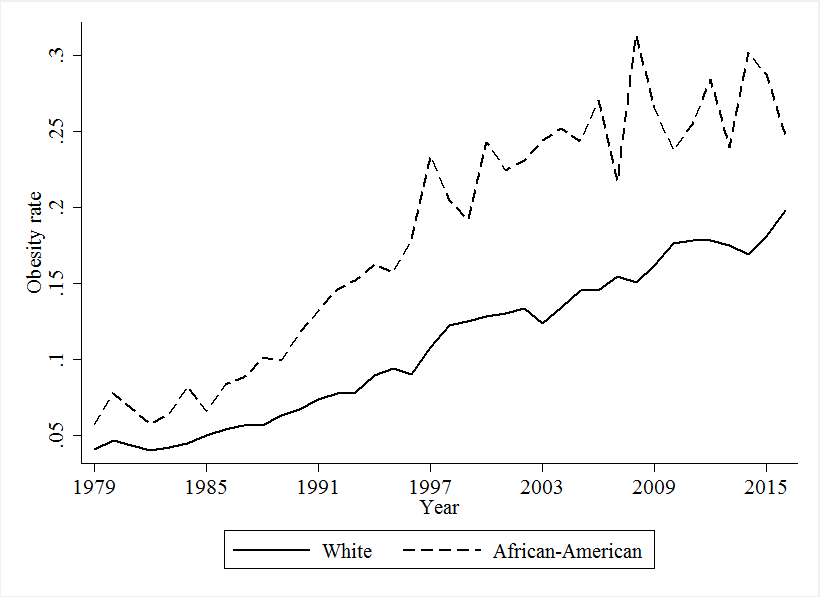 Obesity rate
.3
.25
.2
.15
.1
.05
1979 1985 1991 1997 2003 2009 2015
Year
White African-American